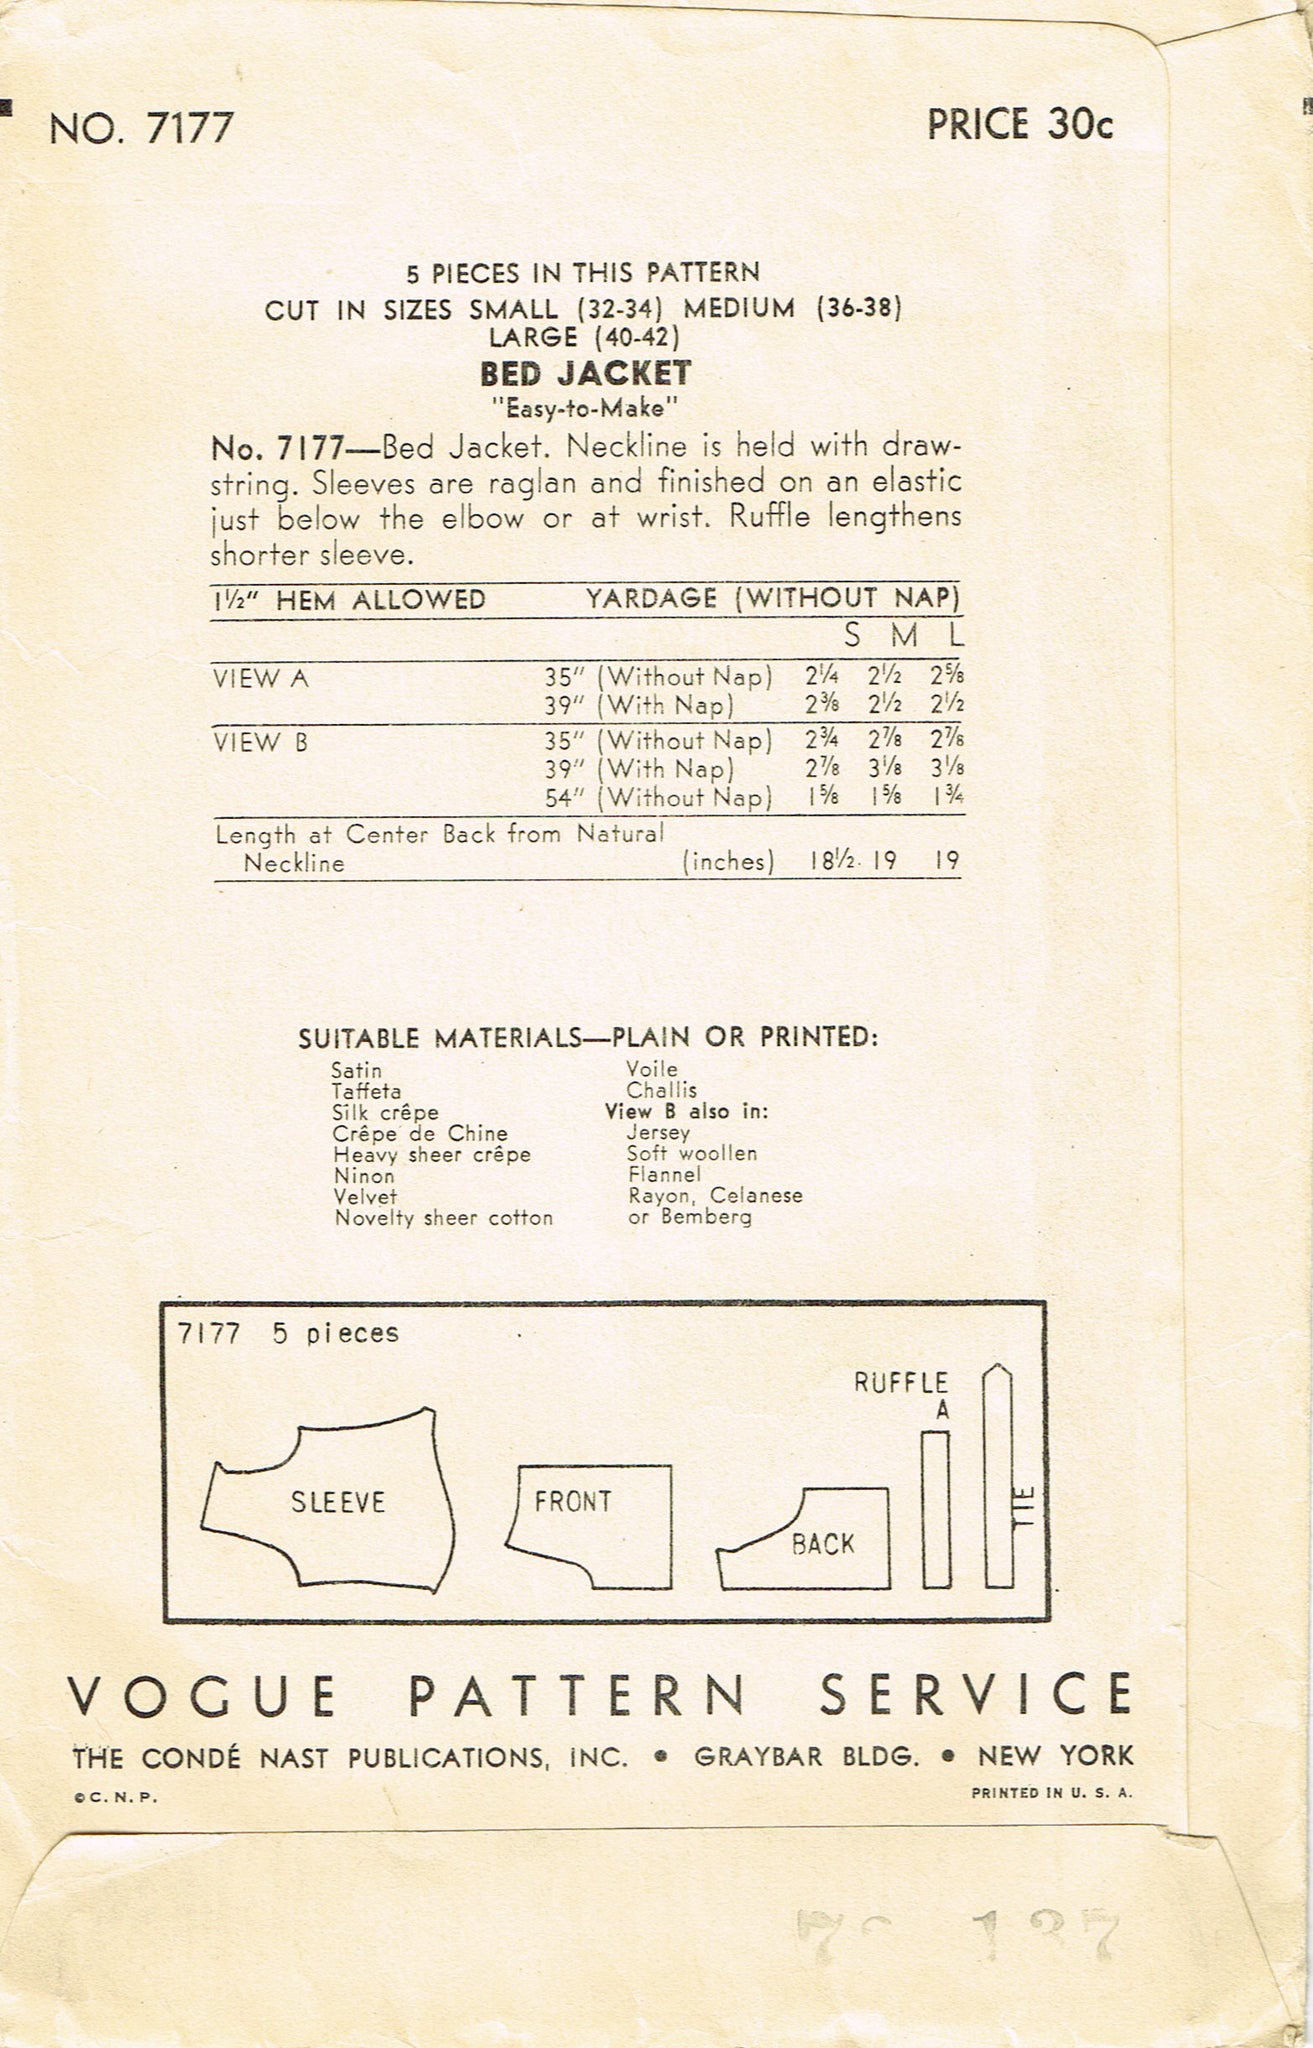 NO. 7177 PRICE 30c
5 PIECES IN THIS PATTERN
CUT IN SIZES SMALL (32-34) MEDIUM (36-38)
LARGE (40-42)
BED JACKET
"Easy-to-Make"
No. 7177—Bed Jacket. Neckline is held with draw-
string. Sleeves are raglan and finished on an elastic
just below the elbow or at wrist. Ruffle lengthens
shorter sleeve.
1½" HEM ALLOWED YARDAGE (WITHOUT NAP)
S M L
VIEW A 35" (Without Nap) 2¼ 2½ 2⅝
39" (With Nap) 2⅜ 2½ 2½
VIEW B 35" (Without Nap) 2¾ 2⅞ 2⅞
39" (With Nap) 2⅞ 3⅛ 3⅛
54" (Without Nap) 1⅝ 1⅝ 1¾
Length at Center Back from Natural
Neckline (inches) 18½ 19 19
SUITABLE MATERIALS—PLAIN OR PRINTED:
Satin
Taffeta
Silk crêpe
Crêpe de Chine
Heavy sheer crêpe
Ninon
Velvet
Novelty sheer cotton
Voile
Challis
View B also in:
Jersey
Soft woollen
Flannel
Rayon, Celanese
or Bemberg
7177 5 pieces
SLEEVE
FRONT
BACK
RUFFLE
A
TIE
VOGUE PATTERN SERVICE
THE CONDÉ NAST PUBLICATIONS, INC. • GRAYBAR BLDG. • NEW YORK
© C. N. P. PRINTED IN U. S. A.